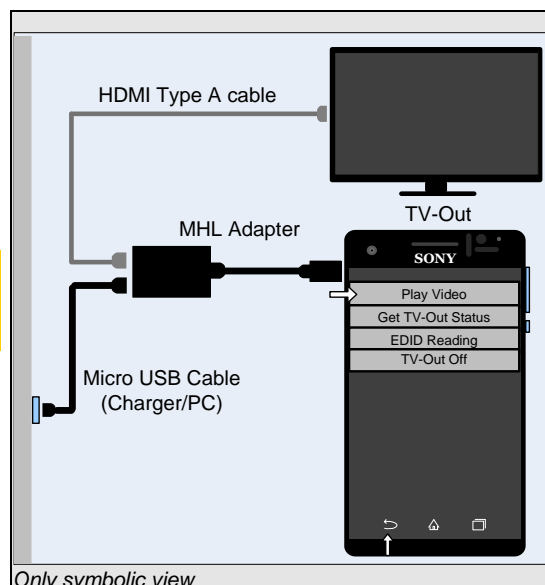 HDMI Type A cable
TV-Out
MHL Adapter
SONY
Play Video
Get TV-Out Status
EDID Reading
TV-Out Off
Micro USB Cable
(Charger/PC)
Only symbolic view